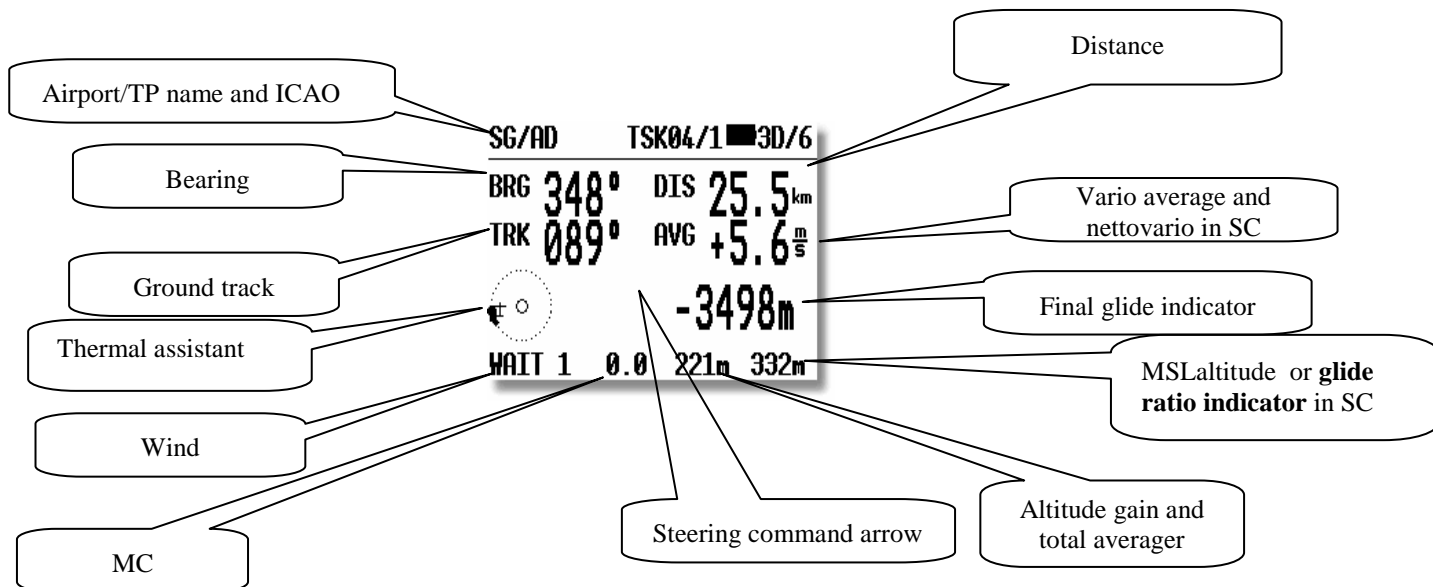 Distance
Airport/TP name and ICAO
SG/AD TSK04/1 3D/6
Bearing
BRG 348° DIS 25.5km
Vario average and
nettovario in SC
TRK 089° AVG +5.6 m/s
Ground track
-3498m
Final glide indicator
Thermal assistant
WAIT 1 0.0 221m 332m
MSLaltitude or glide
ratio indicator in SC
Wind
Steering command arrow
Altitude gain and
total averager
MC